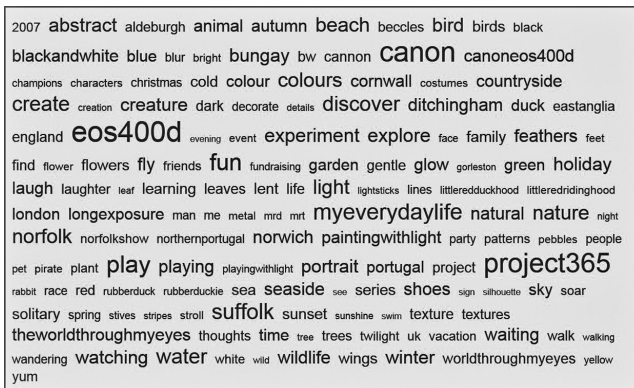 2007 abstract aldeburgh animal autumn beach beccles bird birds black
blackandwhite blue blur bright bungay bw cannon canon canoneos400d
champions characters christmas cold colour colours cornwall costumes countryside
create creation creature dark decorate details discover ditchingham duck eastanglia
england eos400d evening event experiment explore face family feathers feet
find flower flowers fly friends fun fundraising garden gentle glow gorleston green holiday
laugh laughter leaf learning leaves lent life light lightsticks lines littleredduckhood littleredridinghood
london longexposure man me metal mrd mrt myeverydaylife natural nature night
norfolk norfolkshow northernportugal norwich paintingwithlight party patterns pebbles people
pet pirate plant play playing playingwithlight portrait portugal project project365
rabbit race red rubberduck rubberduckie sea seaside see series shoes sign silhouette sky soar
solitary spring stives stripes stroll suffolk sunset sunshine swim texture textures
theworldthroughmyeyes thoughts time tree trees twilight uk vacation waiting walk walking
wandering watching water white wild wildlife wings winter worldthroughmyeyes yellow
yum